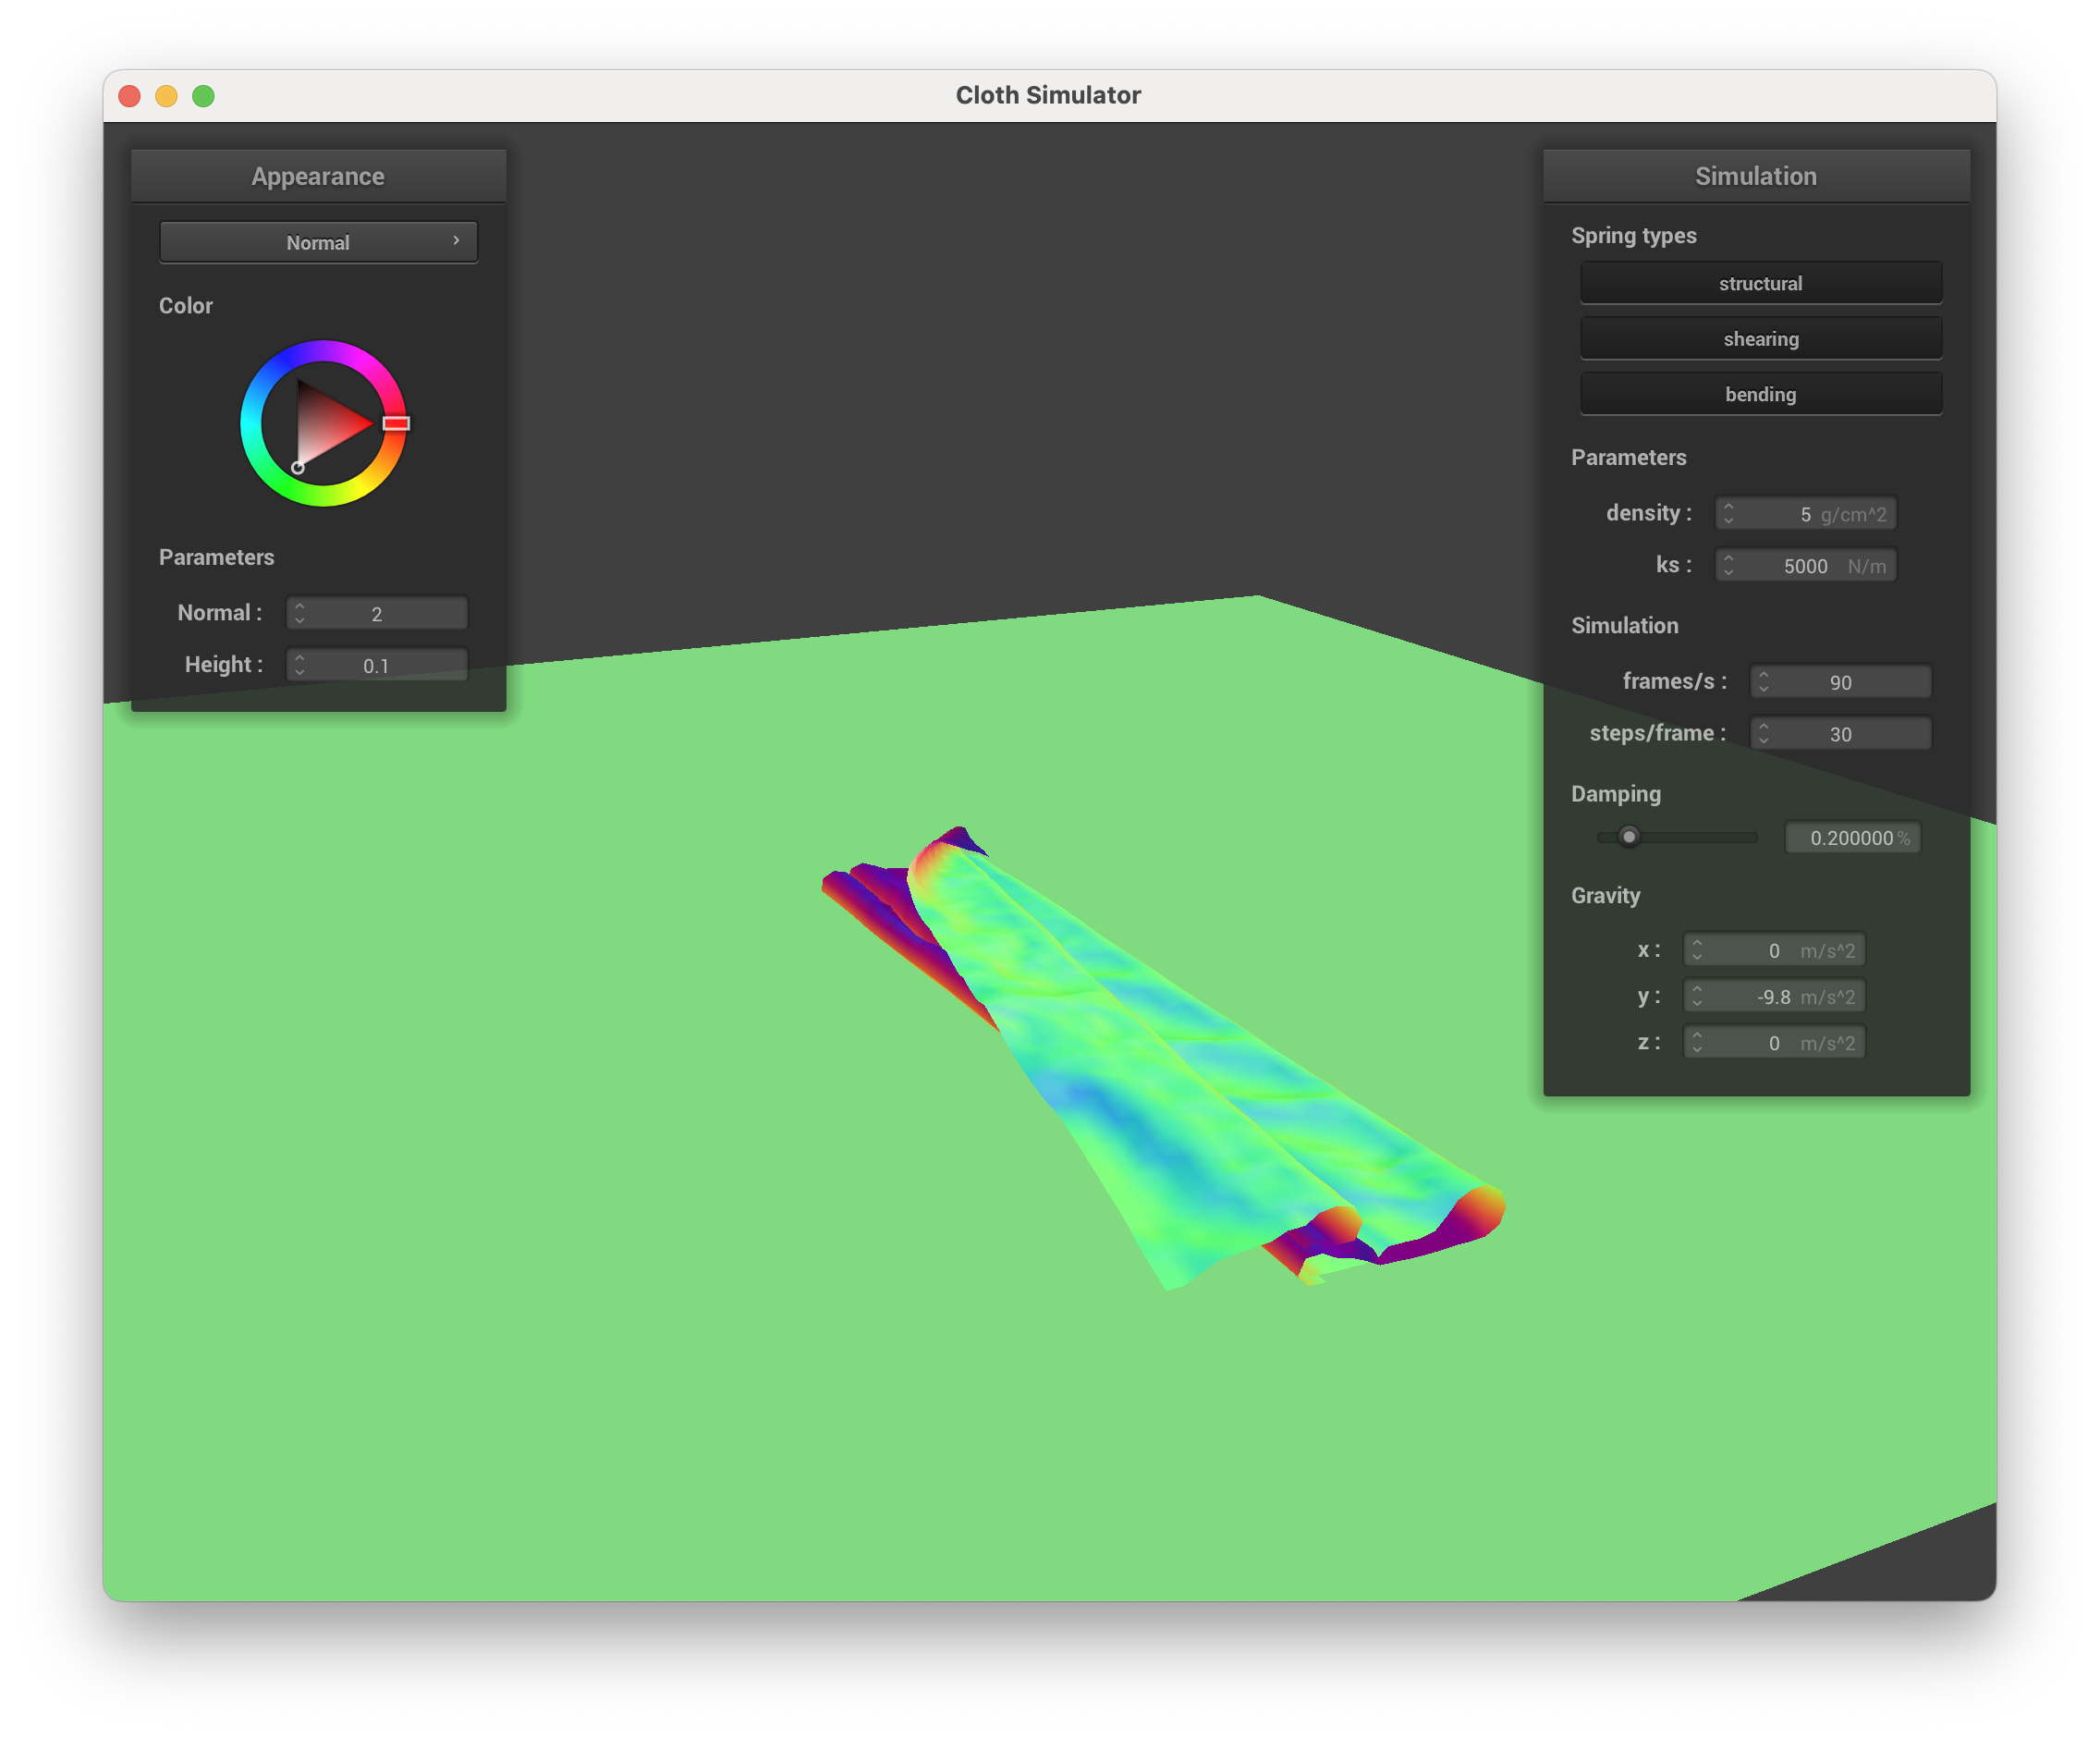 Cloth Simulator
Appearance
Normal
Color
Parameters
Normal : 2
Height : 0.1
Simulation
Spring types
structural
shearing
bending
Parameters
density : 5 g/cm^2
ks : 5000 N/m
Simulation
frames/s : 90
steps/frame : 30
Damping
0.200000 %
Gravity
x : 0 m/s^2
y : -9.8 m/s^2
z : 0 m/s^2